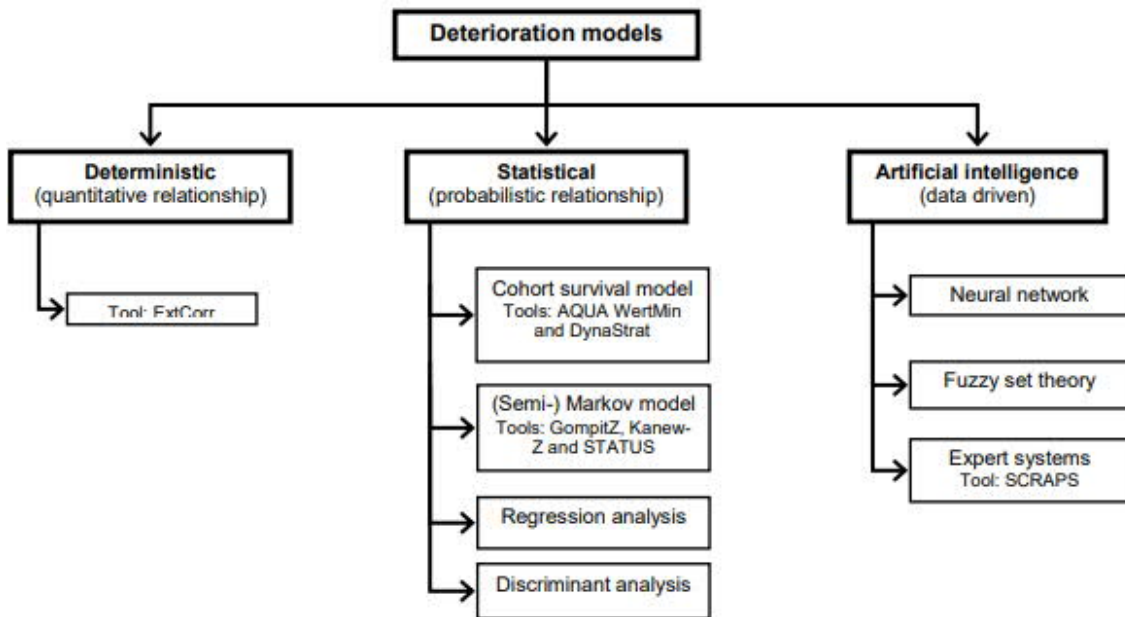 Deterioration models
Deterministic
(quantitative relationship)
Tool: ExtCorr
Statistical
(probabilistic relationship)
Cohort survival model
Tools: AQUA WertMin
and DynaStrat
(Semi-) Markov model
Tools: GompitZ, Kanew-
Z and STATUS
Regression analysis
Discriminant analysis
Artificial intelligence
(data driven)
Neural network
Fuzzy set theory
Expert systems
Tool: SCRAPS